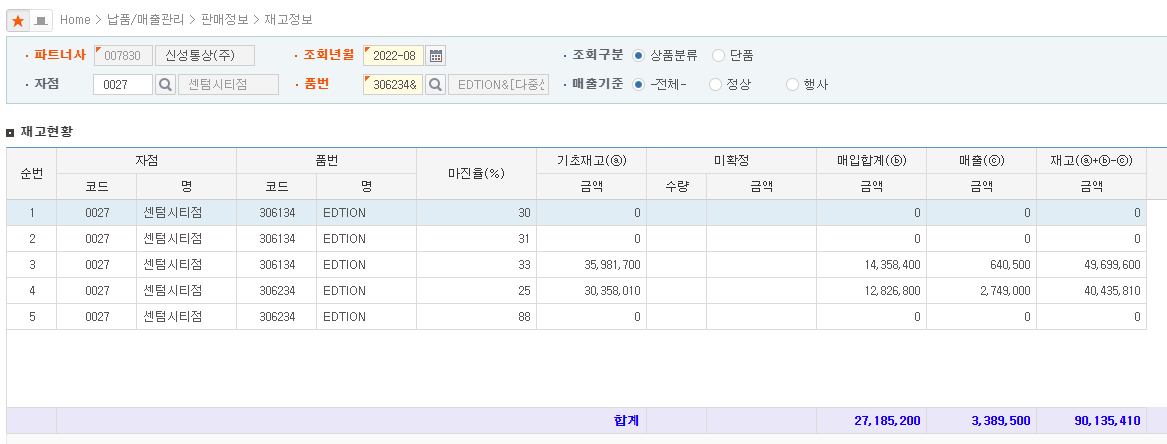 Home > 납품/매출관리 > 판매정보 > 재고정보
· 파트너사 007830 신성통상(주) · 조회년월 2022-08 · 조회구분 상품분류 단품
· 자점 0027 센텀시티점 · 품번 306234& EDTION&[다중선 · 매출기준 -전체- 정상 행사
재고현황
순번 자점 품번 마진율(%) 기초재고(ⓐ) 미확정 매입합계(ⓑ) 매출(ⓒ) 재고(ⓐ+ⓑ-ⓒ)
코드 명 코드 명 금액 수량 금액 금액 금액 금액
1 0027 센텀시티점 306134 EDTION 30 0 0 0 0
2 0027 센텀시티점 306134 EDTION 31 0 0 0 0
3 0027 센텀시티점 306134 EDTION 33 35,981,700 14,358,400 640,500 49,699,600
4 0027 센텀시티점 306234 EDTION 25 30,358,010 12,826,800 2,749,000 40,435,810
5 0027 센텀시티점 306234 EDTION 88 0 0 0 0
합계 27,185,200 3,389,500 90,135,410